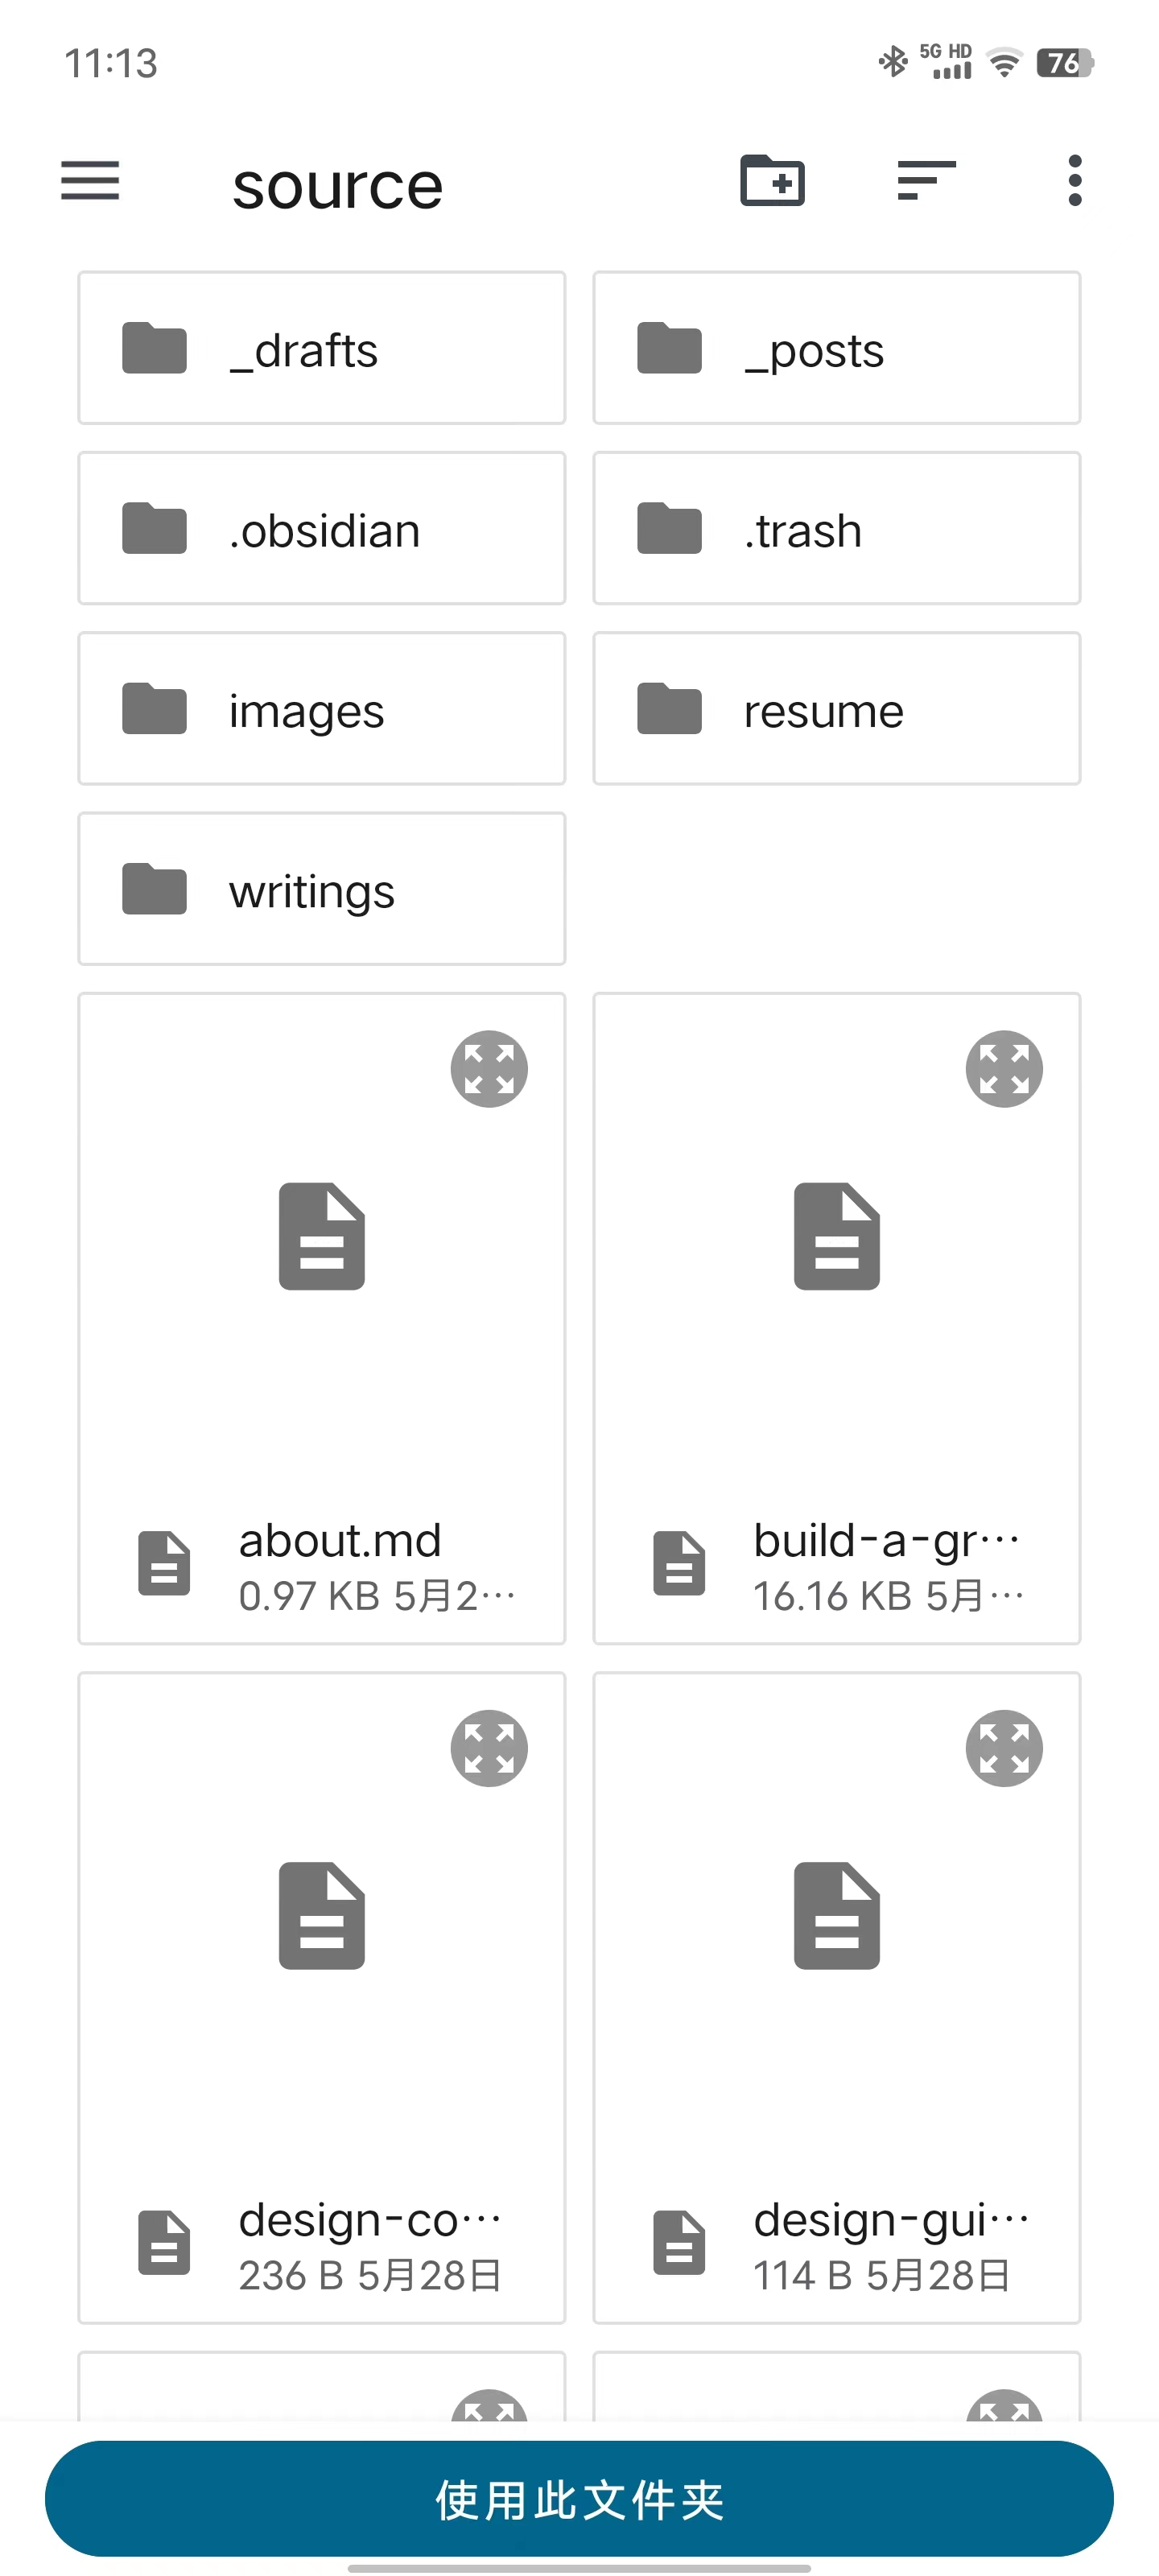 11:13
5G HD
76
source
_drafts
_posts
.obsidian
.trash
images
resume
writings
about.md
0.97 KB 5月2…
build-a-gr…
16.16 KB 5月…
design-co…
236 B 5月28日
design-gui…
114 B 5月28日
使用此文件夹